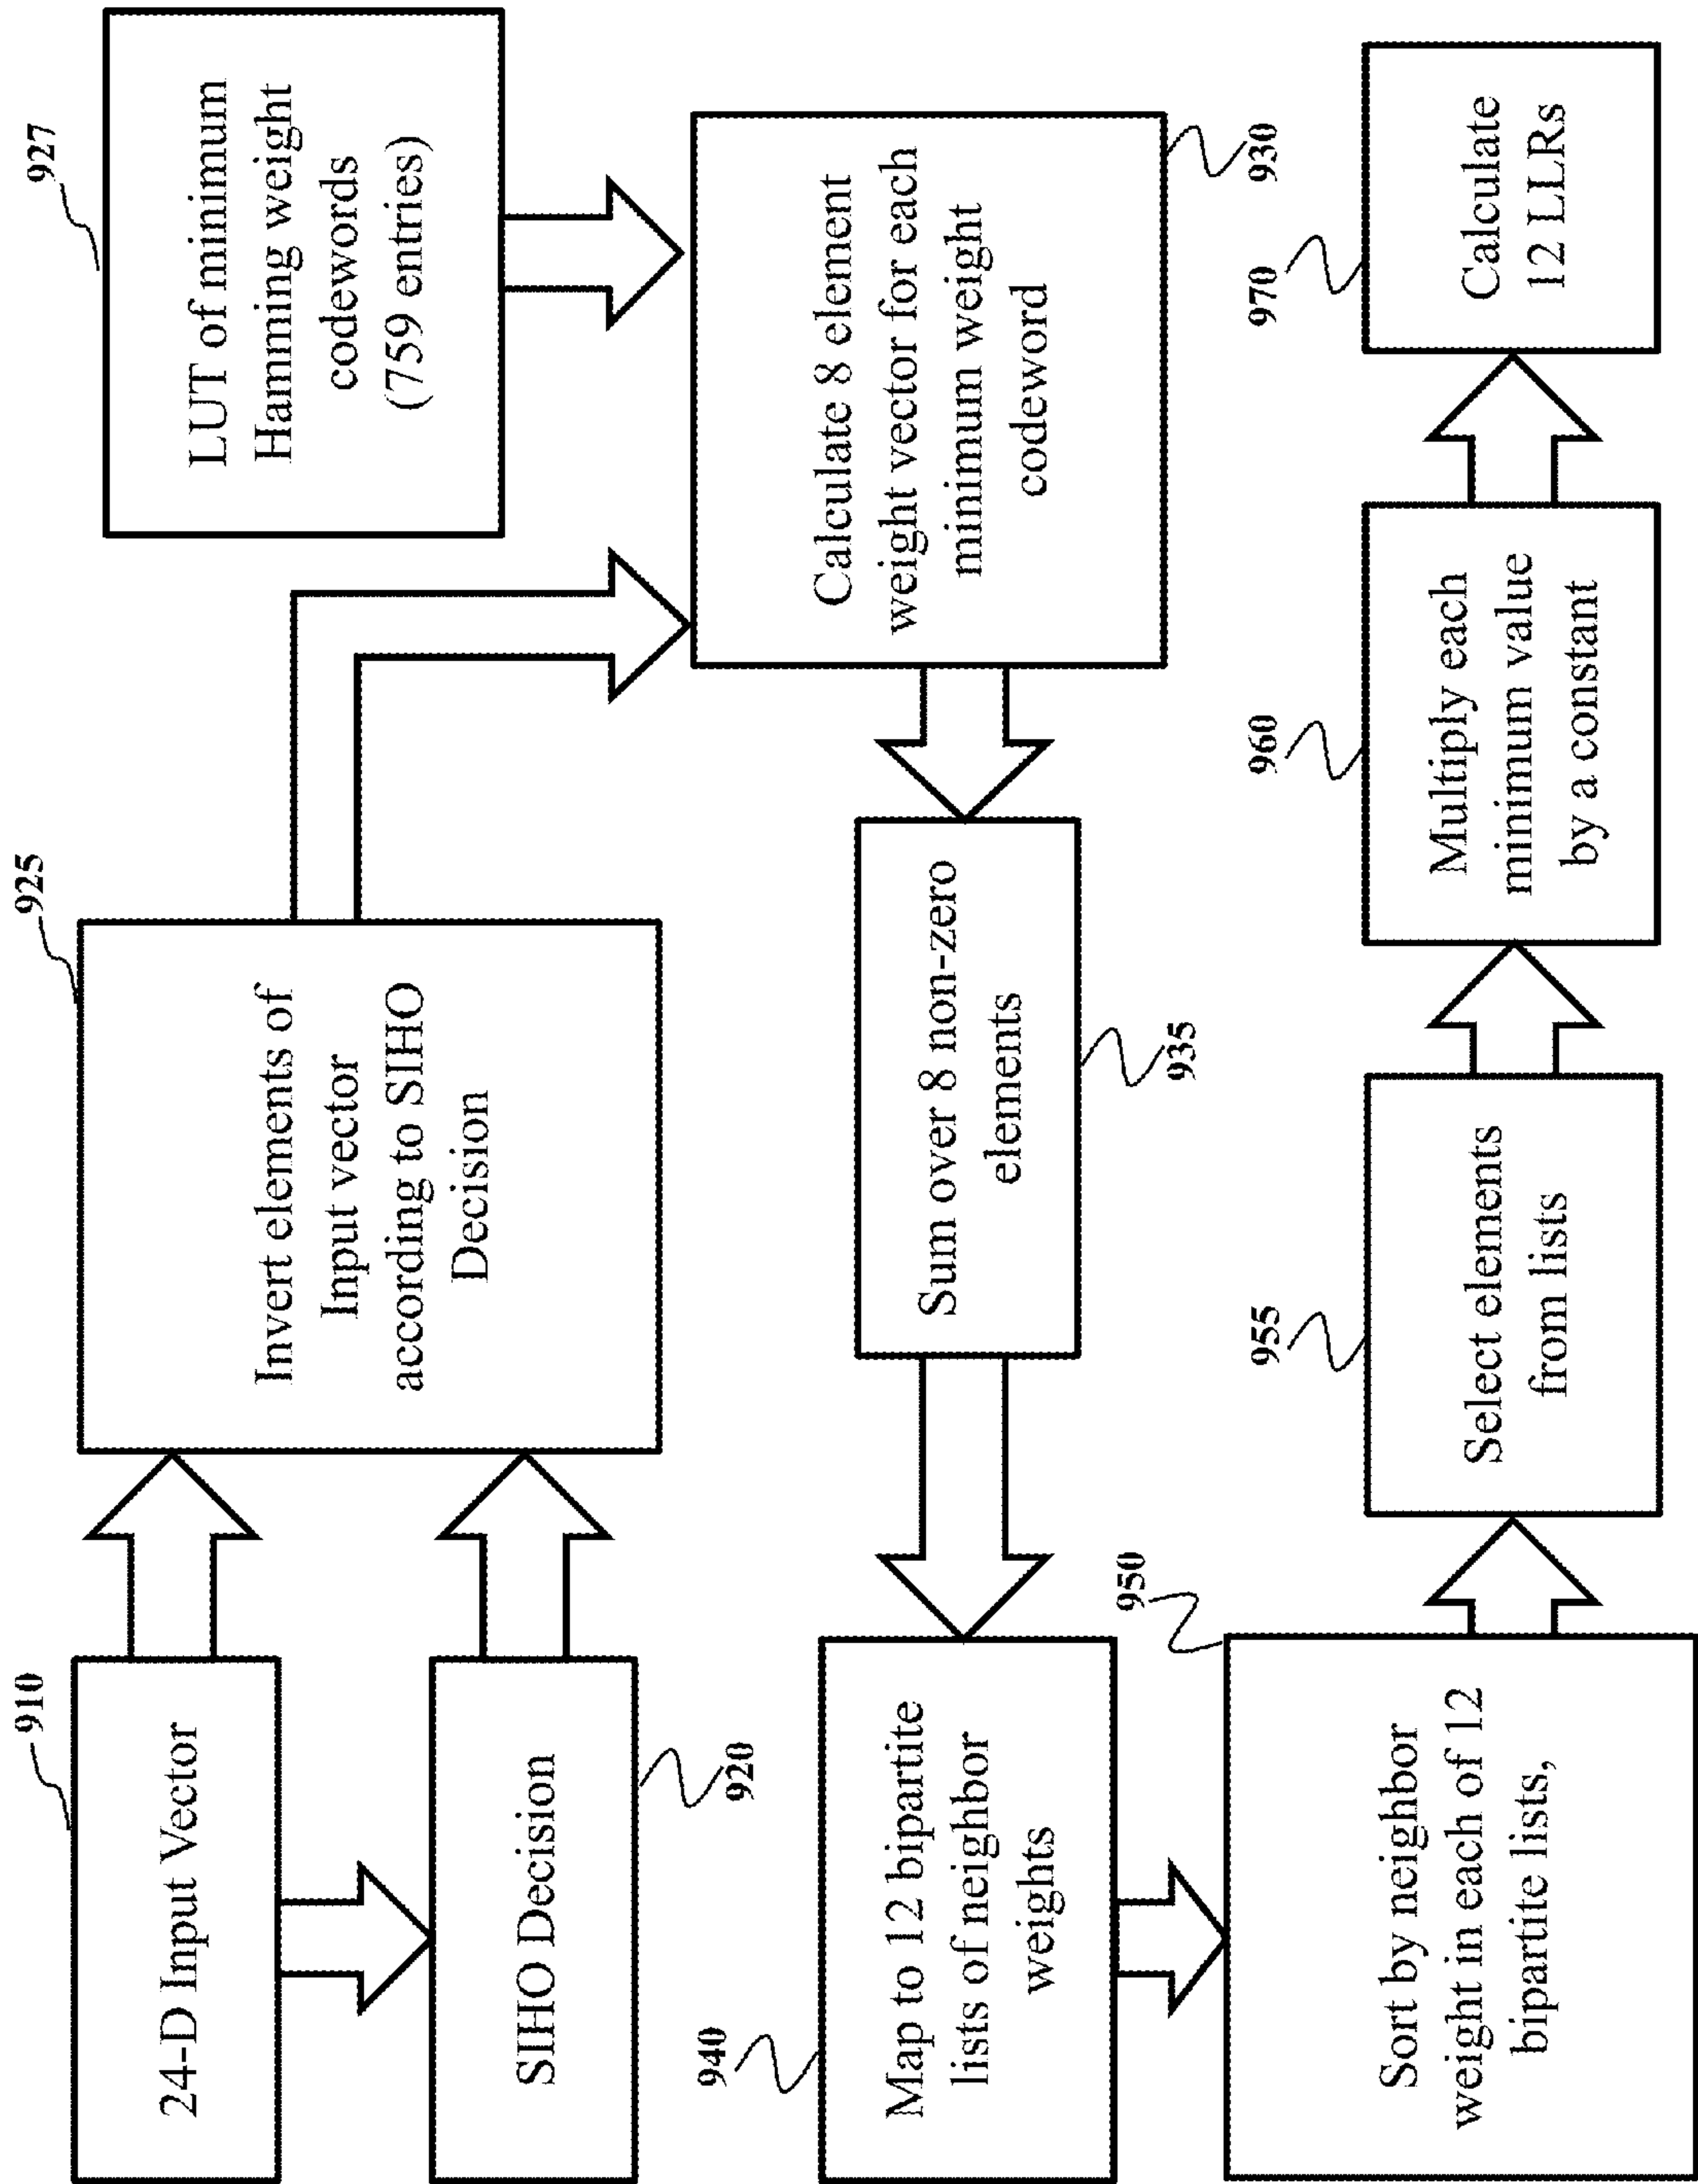 910
24-D Input Vector
920
SIHO Decision
925
Invert elements of
Input vector
according to SIHO
Decision
927
LUT of minimum
Hamming weight
codewords
(759 entries)
930
Calculate 8 element
weight vector for each
minimum weight
codeword
935
Sum over 8 non-zero
elements
940
Map to 12 bipartite
lists of neighbor
weights
950
Sort by neighbor
weight in each of 12
bipartite lists,
955
Select elements
from lists
960
Multiply each
minimum value
by a constant
970
Calculate
12 LLRs